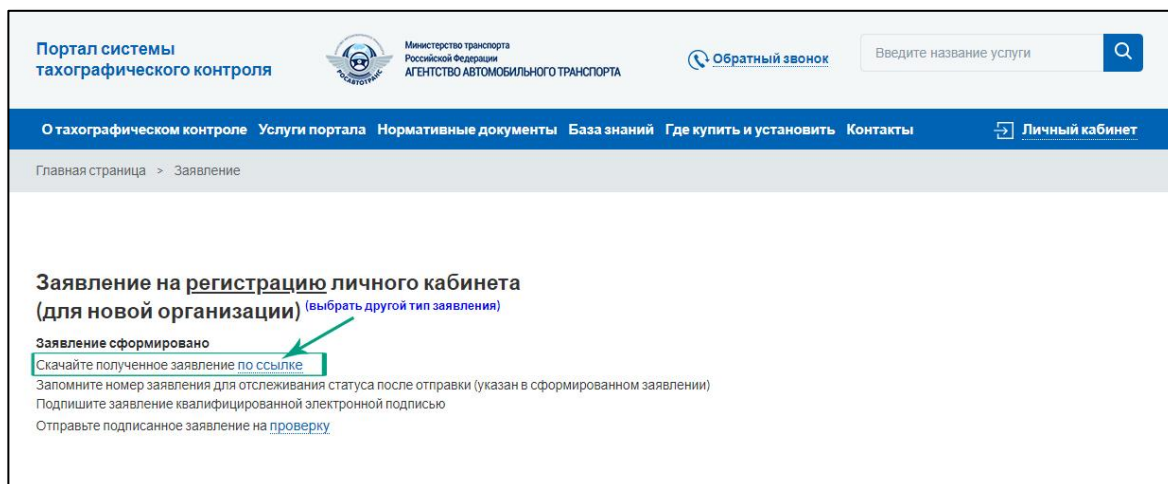 Портал системы
тахографического контроля
РОСАВТОТРАНС
Министерство транспорта
Российской Федерации
АГЕНТСТВО АВТОМОБИЛЬНОГО ТРАНСПОРТА
Обратный звонок
Введите название услуги
О тахографическом контроле Услуги портала Нормативные документы База знаний Где купить и установить Контакты Личный кабинет
Главная страница > Заявление
Заявление на регистрацию личного кабинета
(для новой организации) (выбрать другой тип заявления)
Заявление сформировано
Скачайте полученное заявление по ссылке
Запомните номер заявления для отслеживания статуса после отправки (указан в сформированном заявлении)
Подпишите заявление квалифицированной электронной подписью
Отправьте подписанное заявление на проверку